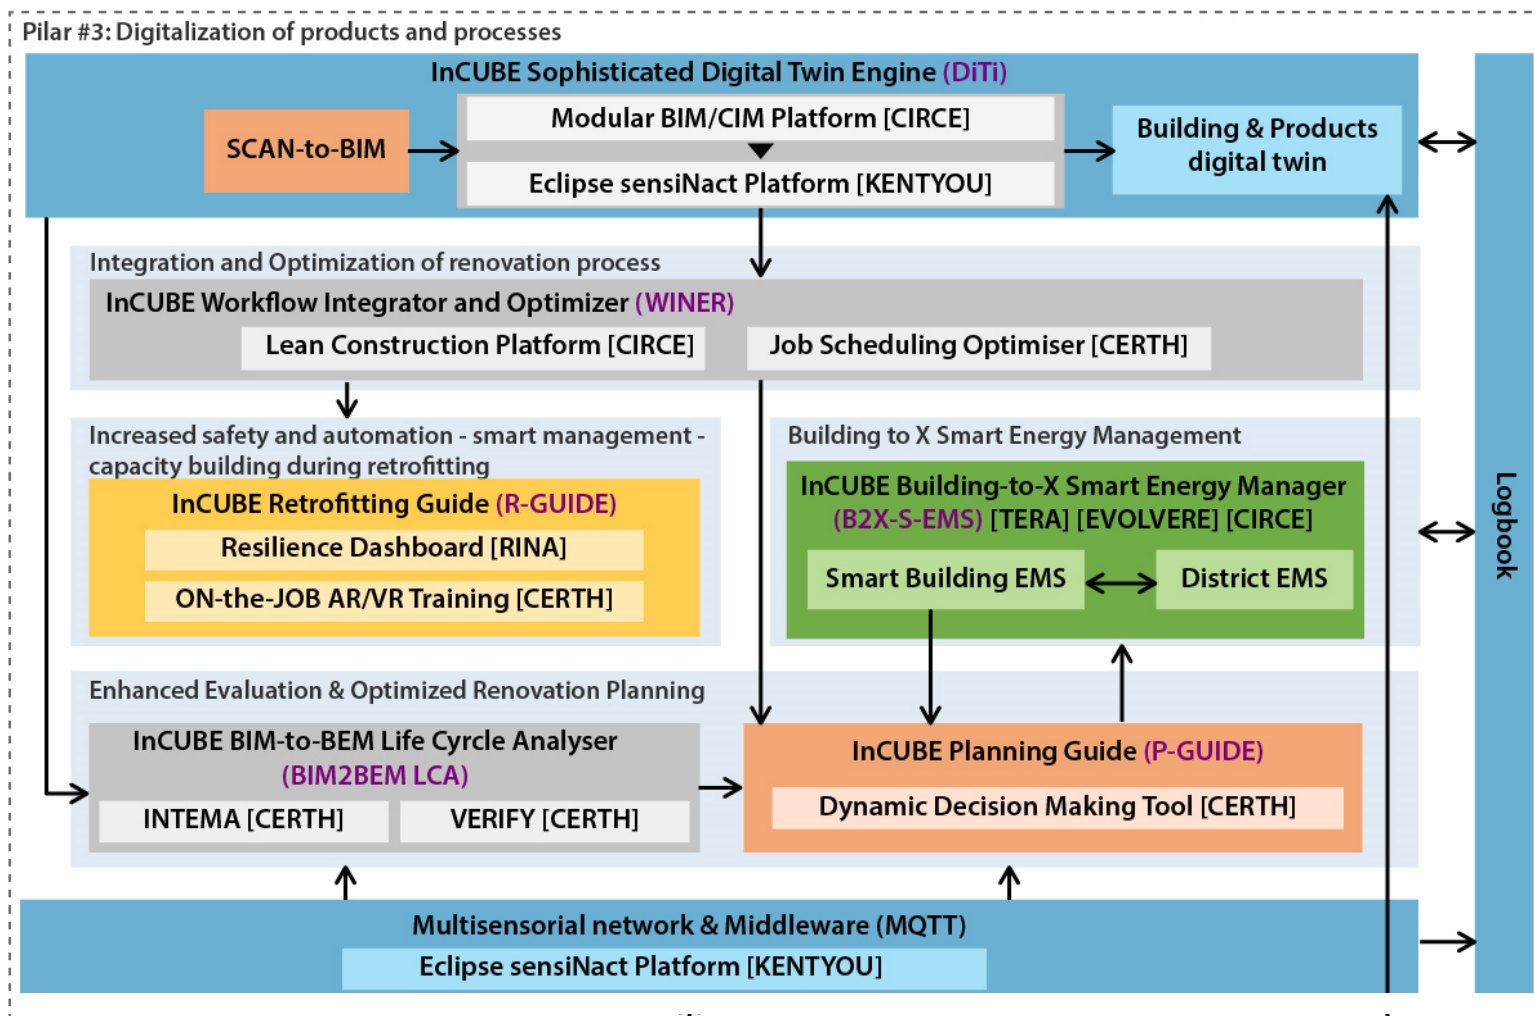 Pilar #3: Digitalization of products and processes
InCUBE Sophisticated Digital Twin Engine (DiTi)
SCAN-to-BIM
Modular BIM/CIM Platform [CIRCE]
Eclipse sensiNact Platform [KENTYOU]
Building & Products
digital twin
Integration and Optimization of renovation process
InCUBE Workflow Integrator and Optimizer (WINER)
Lean Construction Platform [CIRCE]
Job Scheduling Optimiser [CERTH]
Increased safety and automation - smart management -
capacity building during retrofitting
InCUBE Retrofitting Guide (R-GUIDE)
Resilience Dashboard [RINA]
ON-the-JOB AR/VR Training [CERTH]
Building to X Smart Energy Management
InCUBE Building-to-X Smart Energy Manager
(B2X-S-EMS) [TERA] [EVOLVERE] [CIRCE]
Smart Building EMS
District EMS
Logbook
Enhanced Evaluation & Optimized Renovation Planning
InCUBE BIM-to-BEM Life Cyrcle Analyser
(BIM2BEM LCA)
INTEMA [CERTH]
VERIFY [CERTH]
InCUBE Planning Guide (P-GUIDE)
Dynamic Decision Making Tool [CERTH]
Multisensorial network & Middleware (MQTT)
Eclipse sensiNact Platform [KENTYOU]